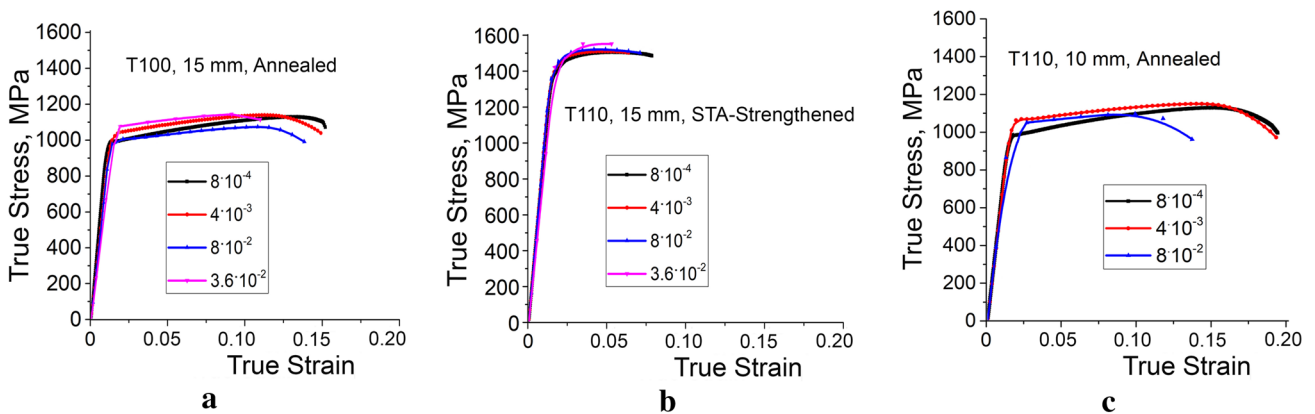 1600
1400
1200
1000
800
600
400
200
0
True Stress, MPa
T100, 15 mm, Annealed
8·10⁻⁴
4·10⁻³
8·10⁻²
3.6·10⁻²
0 0.05 0.10 0.15 0.20
True Strain
a
1600
1400
1200
1000
800
600
400
200
0
True Stress, MPa
T110, 15 mm, STA-Strengthened
8·10⁻⁴
4·10⁻³
8·10⁻²
3.6·10⁻²
0 0.05 0.10 0.15 0.20
True Strain
b
1600
1400
1200
1000
800
600
400
200
0
True Stress, MPa
T110, 10 mm, Annealed
8·10⁻⁴
4·10⁻³
8·10⁻²
0 0.05 0.10 0.15 0.20
True Strain
c